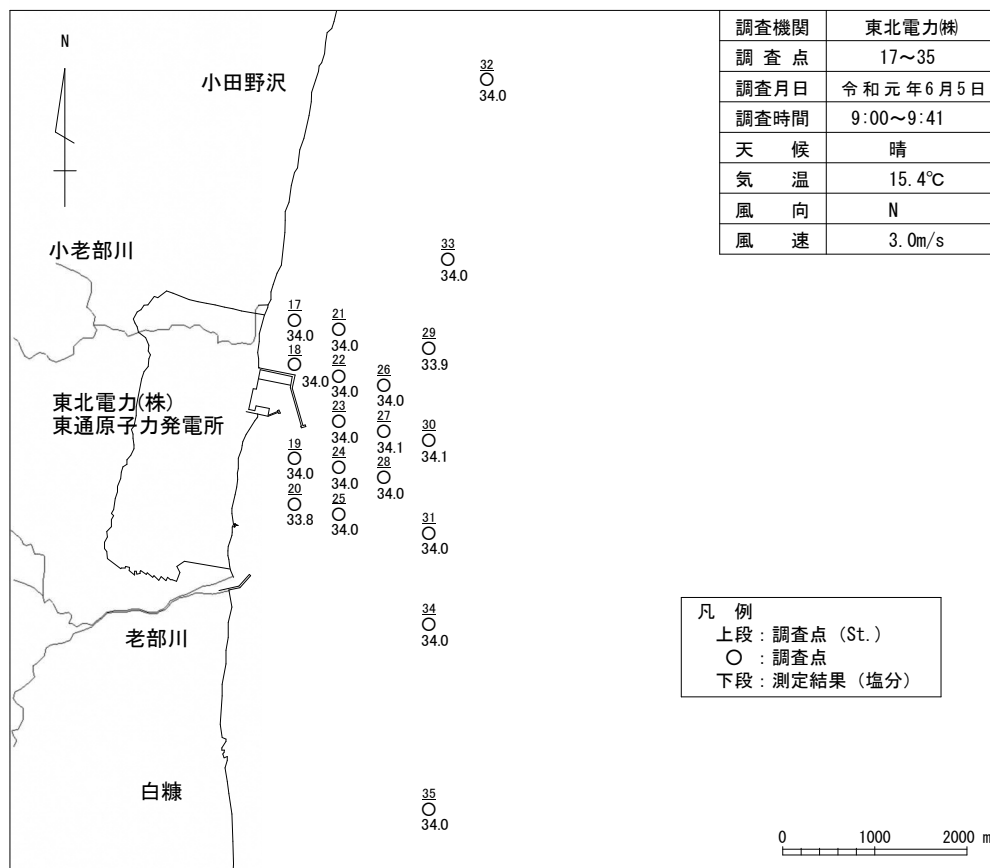 調査機関 東北電力㈱
調査点 17～35
調査月日 令和元年6月5日
調査時間 9:00～9:41
天候 晴
気温 15.4℃
風向 N
風速 3.0m/s
N
小田野沢
32
34.0
小老部川
33
34.0
17
34.0
21
34.0
18
34.0
22
34.0
29
33.9
26
34.0
東北電力(株)
東通原子力発電所
23
34.0
27
34.1
30
34.1
19
34.0
24
34.0
28
34.0
20
33.8
25
34.0
31
34.0
34
34.0
老部川
凡 例
上段：調査点（St.）
○：調査点
下段：測定結果（塩分）
白糠
35
34.0
0 1000 2000 m